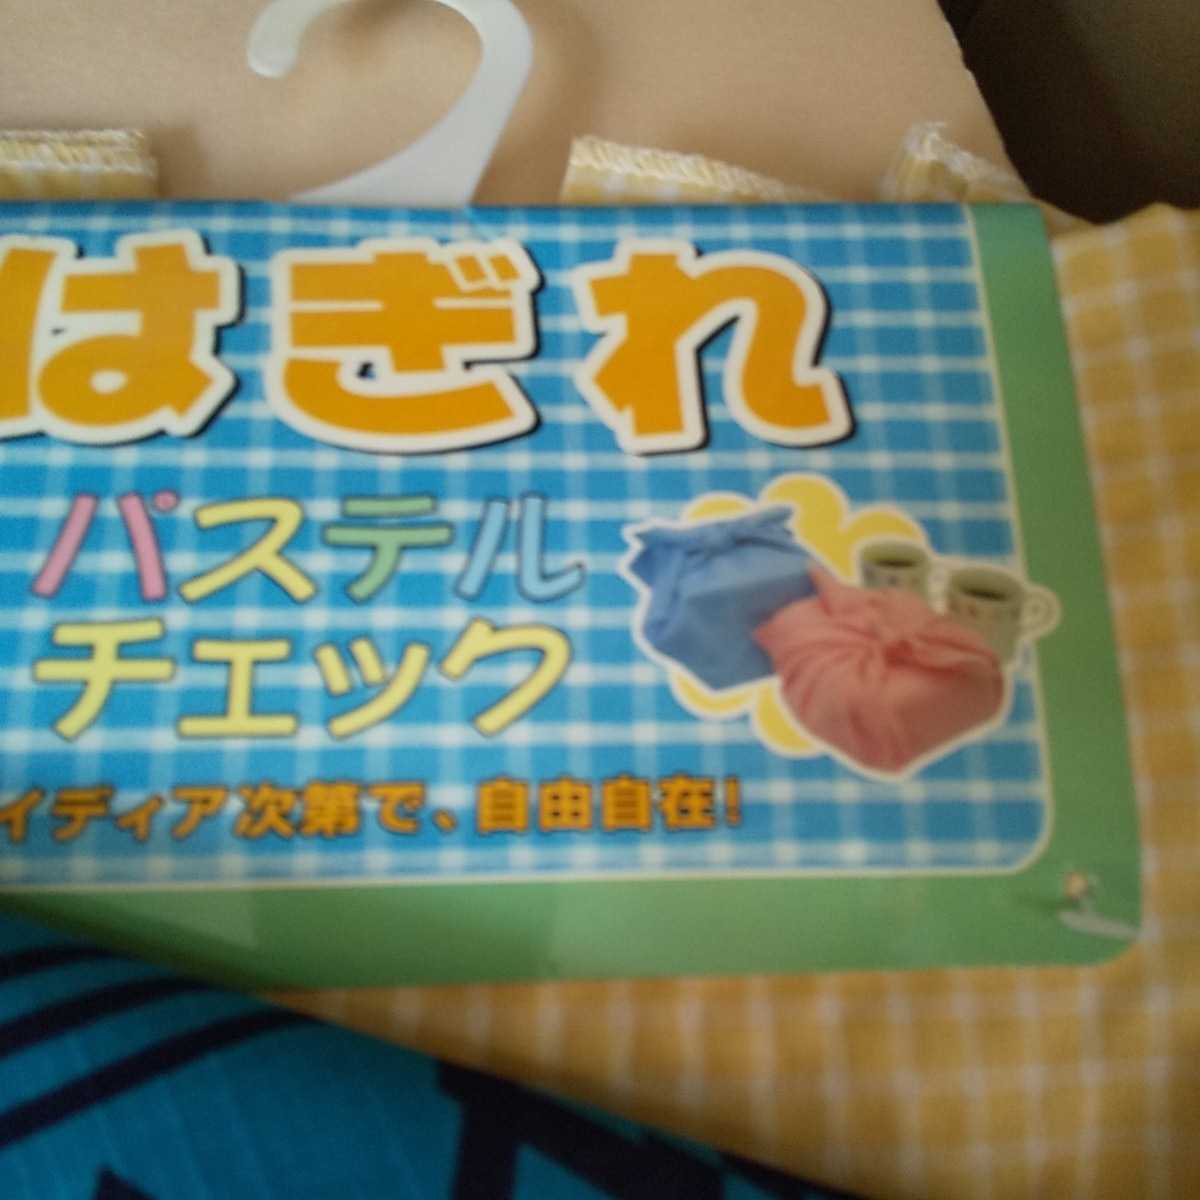 はぎれ
パステル
チェック
イディア次第で、自由自在!